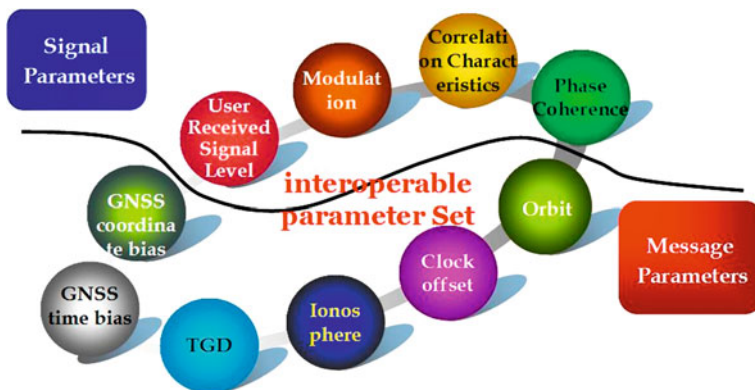 Signal
Parameters
Correlati
on Charact
eristics
Modulat
ion
Phase
Coherence
User
Received
Signal
Level
interoperable
parameter Set
GNSS
coordina
te bias
Orbit
Message
Parameters
Clock
offset
GNSS
time bias
Ionos
phere
TGD